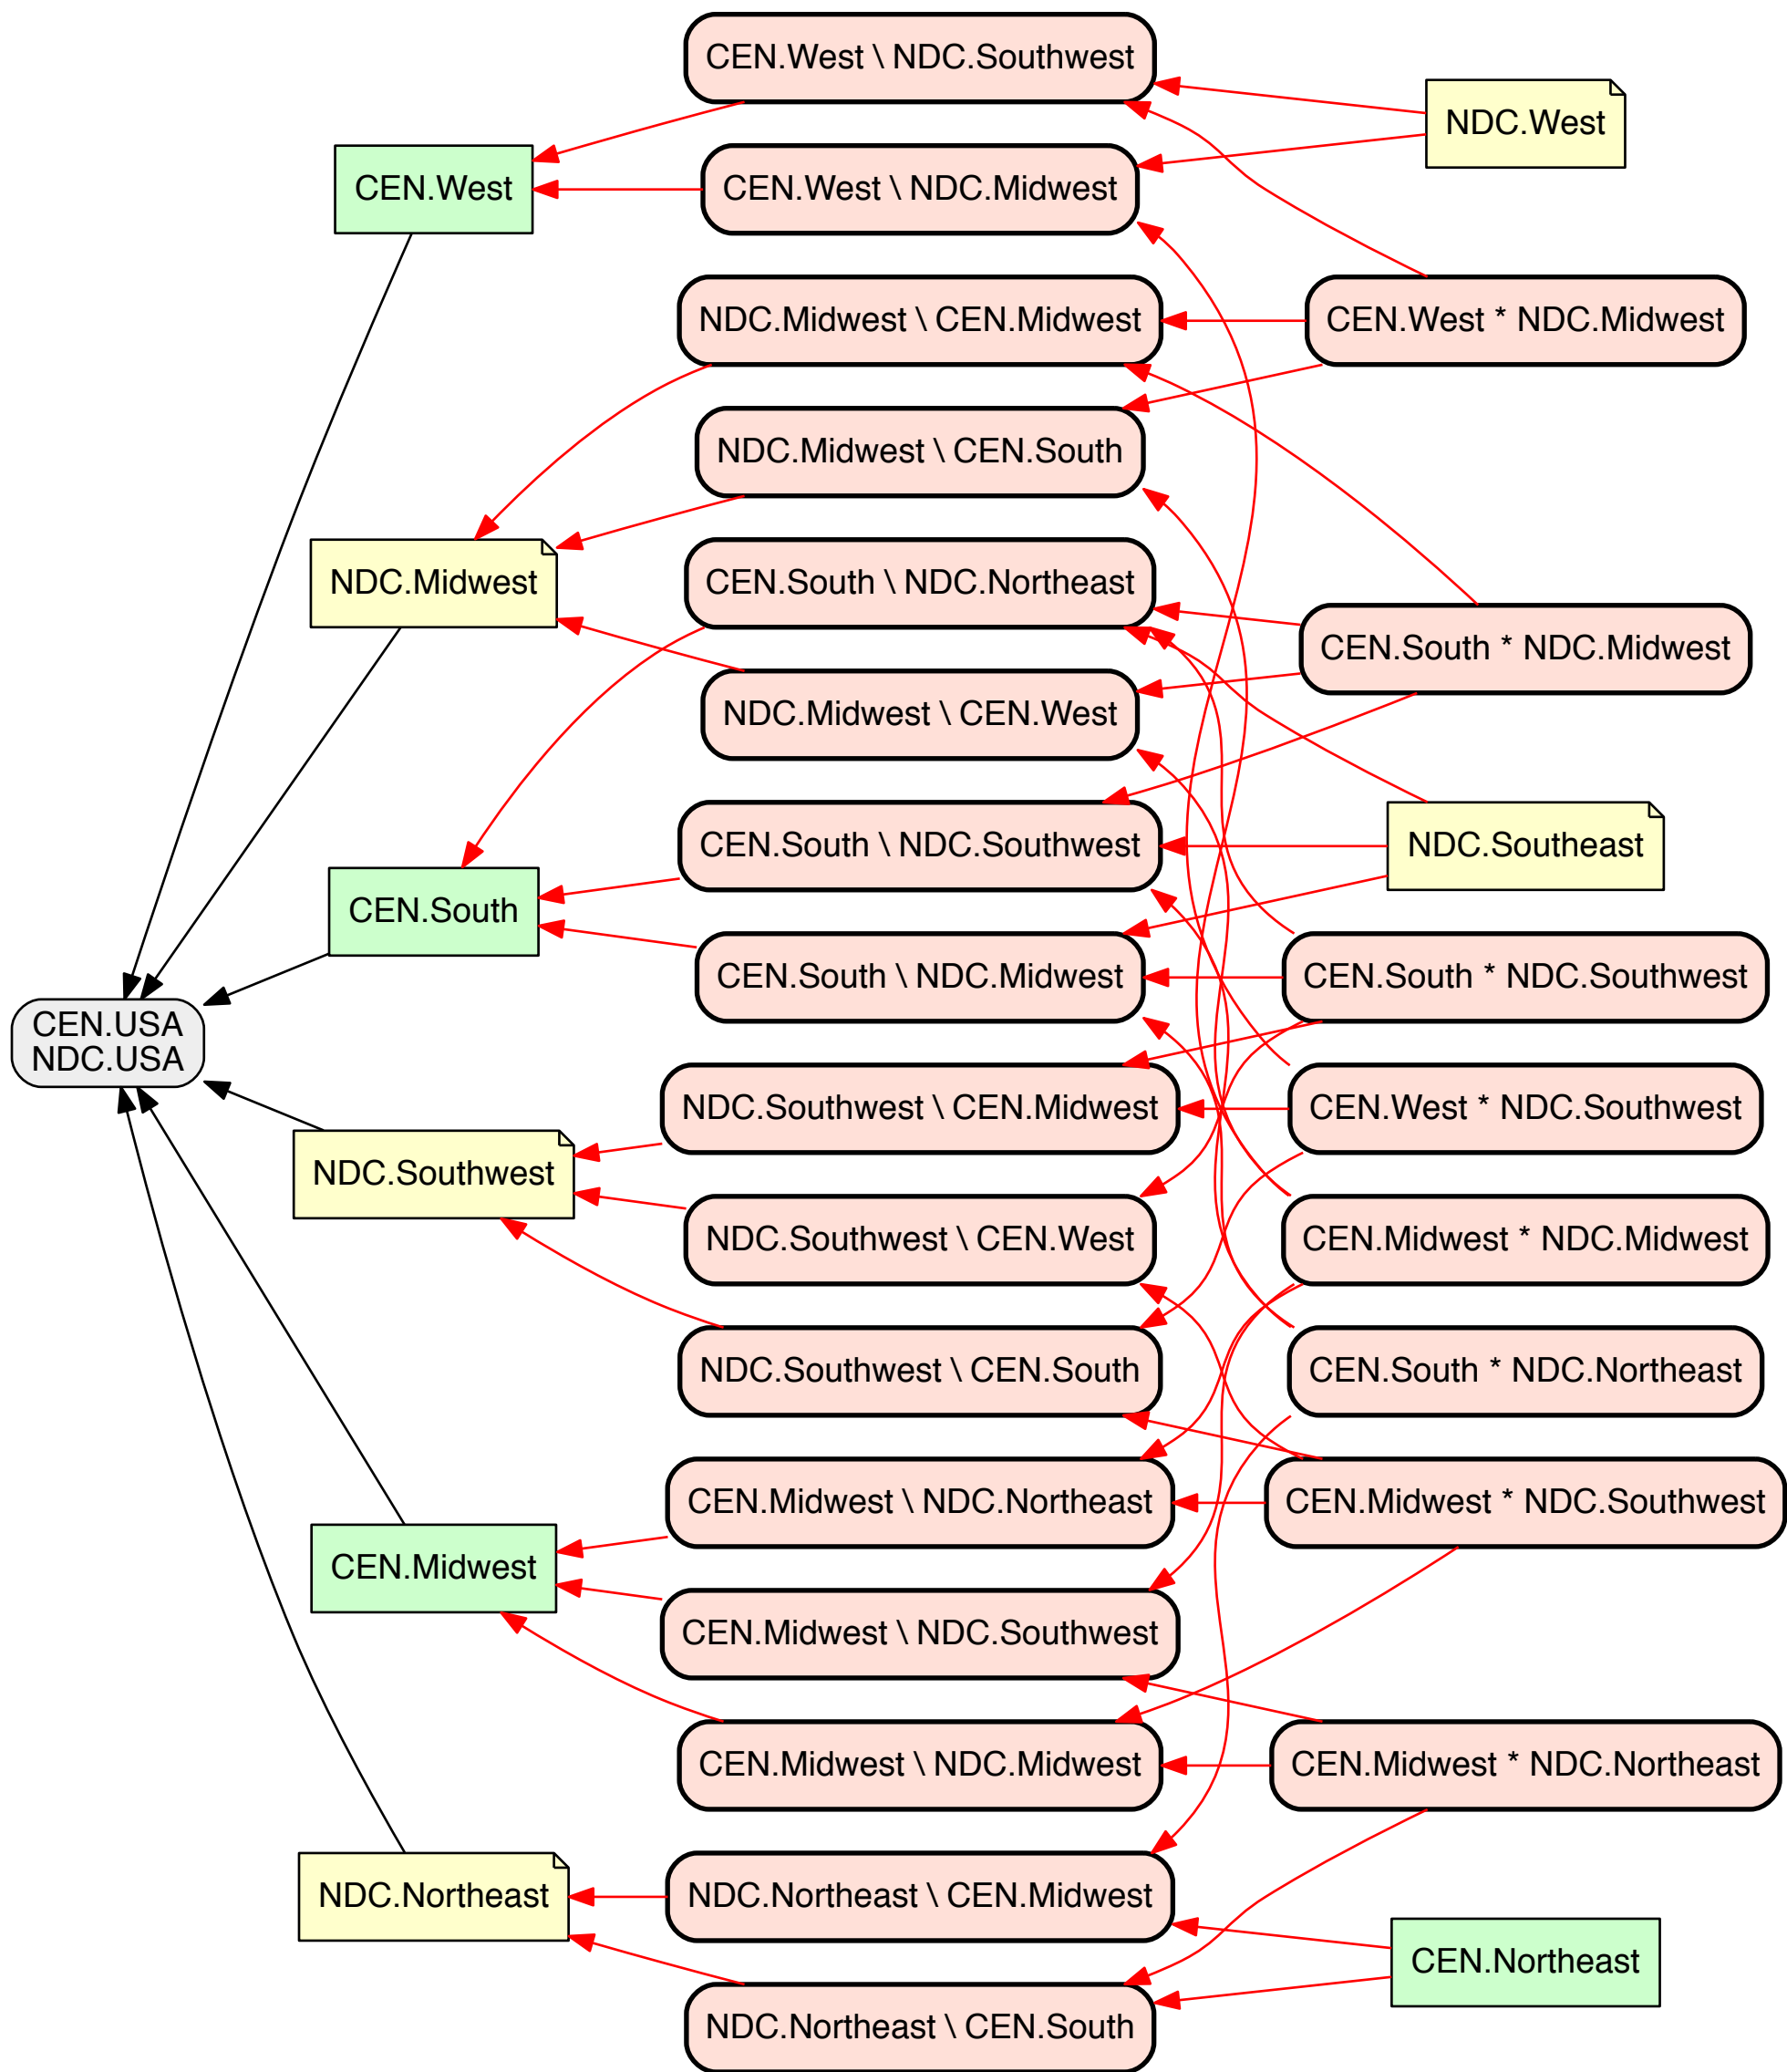 CEN.West \ NDC.Southwest
NDC.West
CEN.West
CEN.West \ NDC.Midwest
NDC.Midwest \ CEN.Midwest
CEN.West * NDC.Midwest
NDC.Midwest \ CEN.South
NDC.Midwest
CEN.South \ NDC.Northeast
CEN.South * NDC.Midwest
NDC.Midwest \ CEN.West
CEN.South \ NDC.Southwest
NDC.Southeast
CEN.South
CEN.South \ NDC.Midwest
CEN.South * NDC.Southwest
CEN.USA
NDC.USA
NDC.Southwest \ CEN.Midwest
CEN.West * NDC.Southwest
NDC.Southwest
NDC.Southwest \ CEN.West
CEN.Midwest * NDC.Midwest
NDC.Southwest \ CEN.South
CEN.South * NDC.Northeast
CEN.Midwest \ NDC.Northeast
CEN.Midwest * NDC.Southwest
CEN.Midwest
CEN.Midwest \ NDC.Southwest
CEN.Midwest \ NDC.Midwest
CEN.Midwest * NDC.Northeast
NDC.Northeast
NDC.Northeast \ CEN.Midwest
CEN.Northeast
NDC.Northeast \ CEN.South